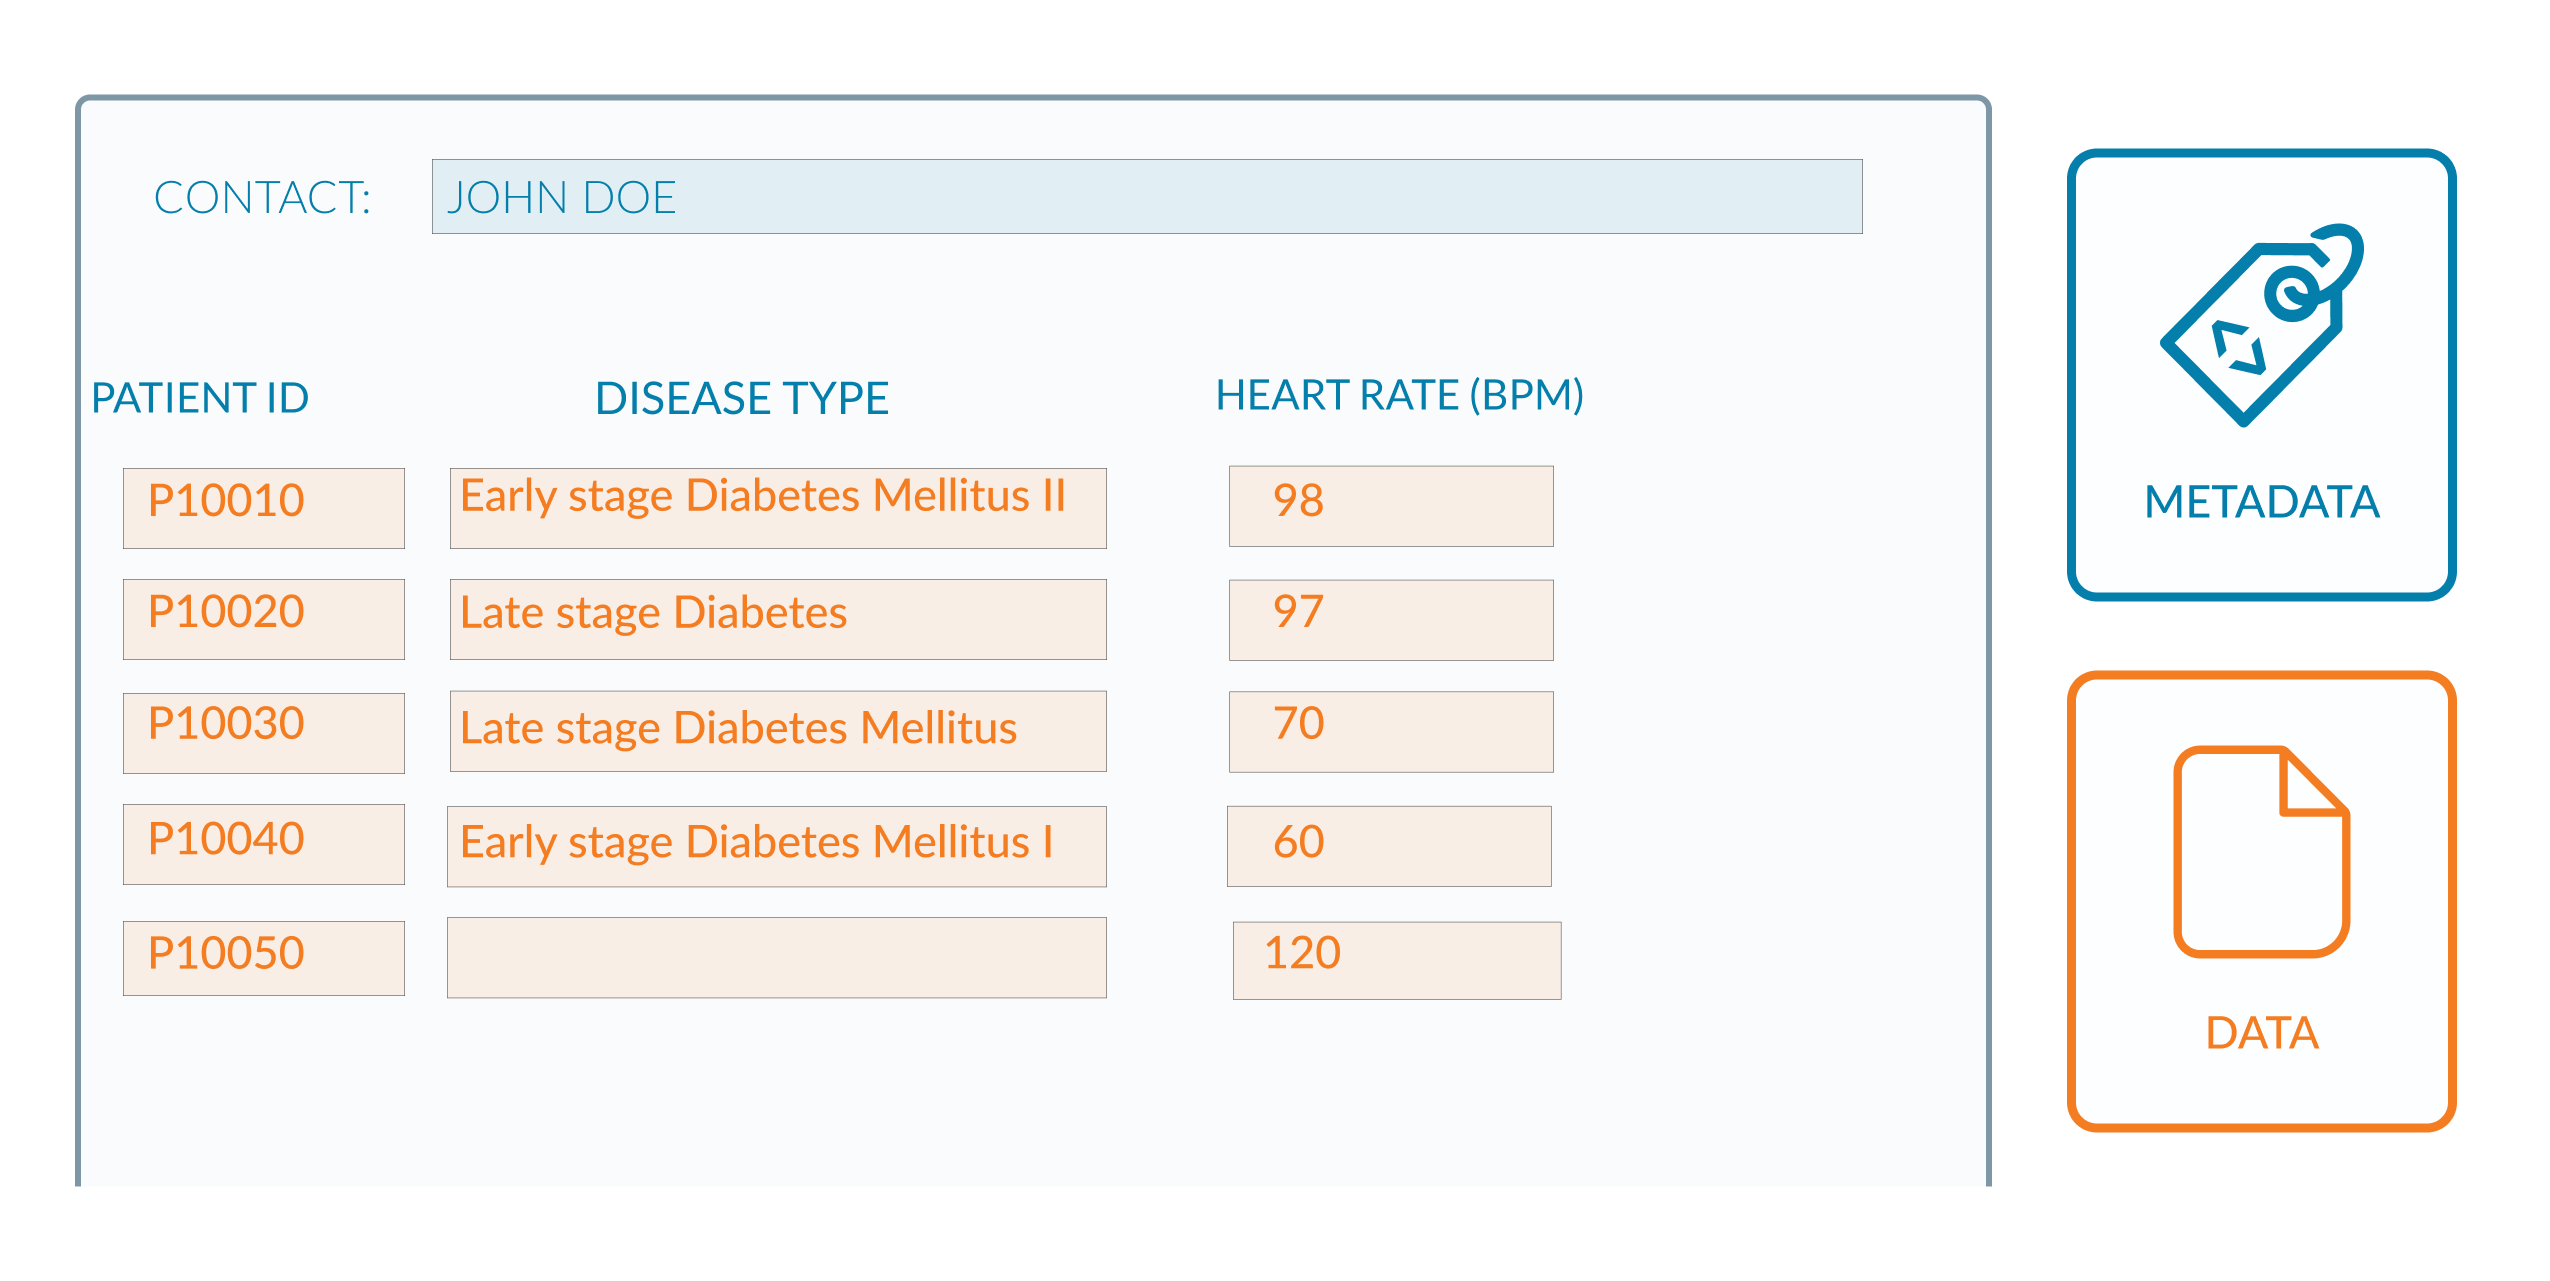 CONTACT: JOHN DOE
PATIENT ID DISEASE TYPE HEART RATE (BPM)
P10010 Early stage Diabetes Mellitus II 98
P10020 Late stage Diabetes 97
P10030 Late stage Diabetes Mellitus 70
P10040 Early stage Diabetes Mellitus I 60
P10050 120
METADATA
DATA